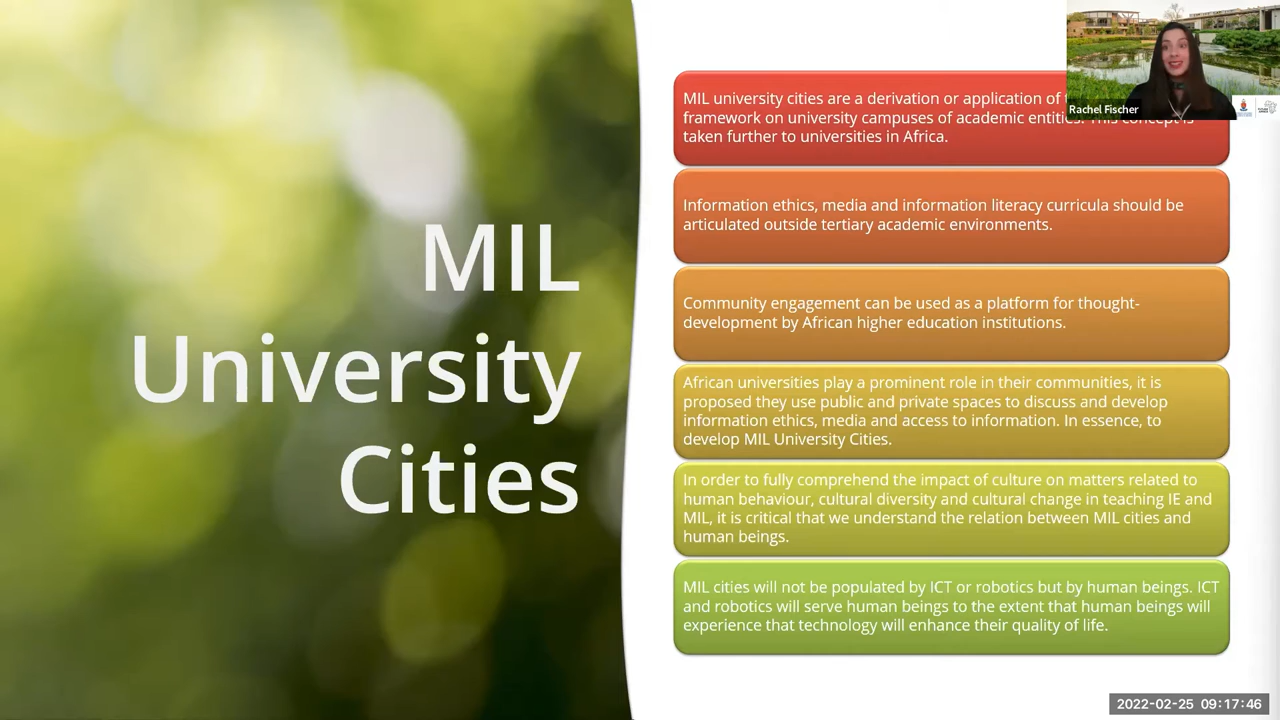 MIL
University
Cities
MIL university cities are a derivation or application of
framework on university campuses of academic entities. This concept is
taken further to universities in Africa.
Information ethics, media and information literacy curricula should be
articulated outside tertiary academic environments.
Community engagement can be used as a platform for thought-
development by African higher education institutions.
African universities play a prominent role in their communities, it is
proposed they use public and private spaces to discuss and develop
information ethics, media and access to information. In essence, to
develop MIL University Cities.
In order to fully comprehend the impact of culture on matters related to
human behaviour, cultural diversity and cultural change in teaching IE and
MIL, it is critical that we understand the relation between MIL cities and
human beings.
MIL cities will not be populated by ICT or robotics but by human beings. ICT
and robotics will serve human beings to the extent that human beings will
experience that technology will enhance their quality of life.
Rachel Fischer
2022-02-25 09:17:46